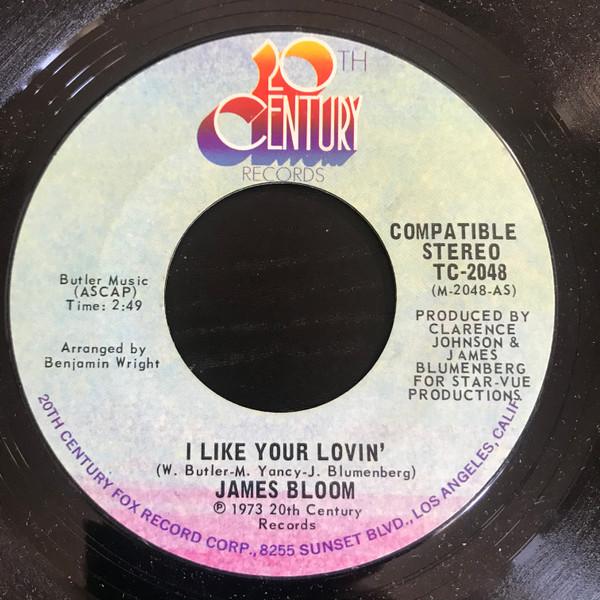 20TH
CENTURY
RECORDS
COMPATIBLE
STEREO
TC-2048
(M-2048-AS)
Butler Music
(ASCAP)
Time: 2:49
Arranged by
Benjamin Wright
PRODUCED BY
CLARENCE
JOHNSON &
JAMES
BLUMENBERG
FOR STAR-VUE
PRODUCTIONS
I LIKE YOUR LOVIN'
(W. Butler-M. Yancy-J. Blumenberg)
JAMES BLOOM
℗ 1973 20th Century
Records
20TH CENTURY FOX RECORD CORP., 8255 SUNSET BLVD., LOS ANGELES, CALIF.